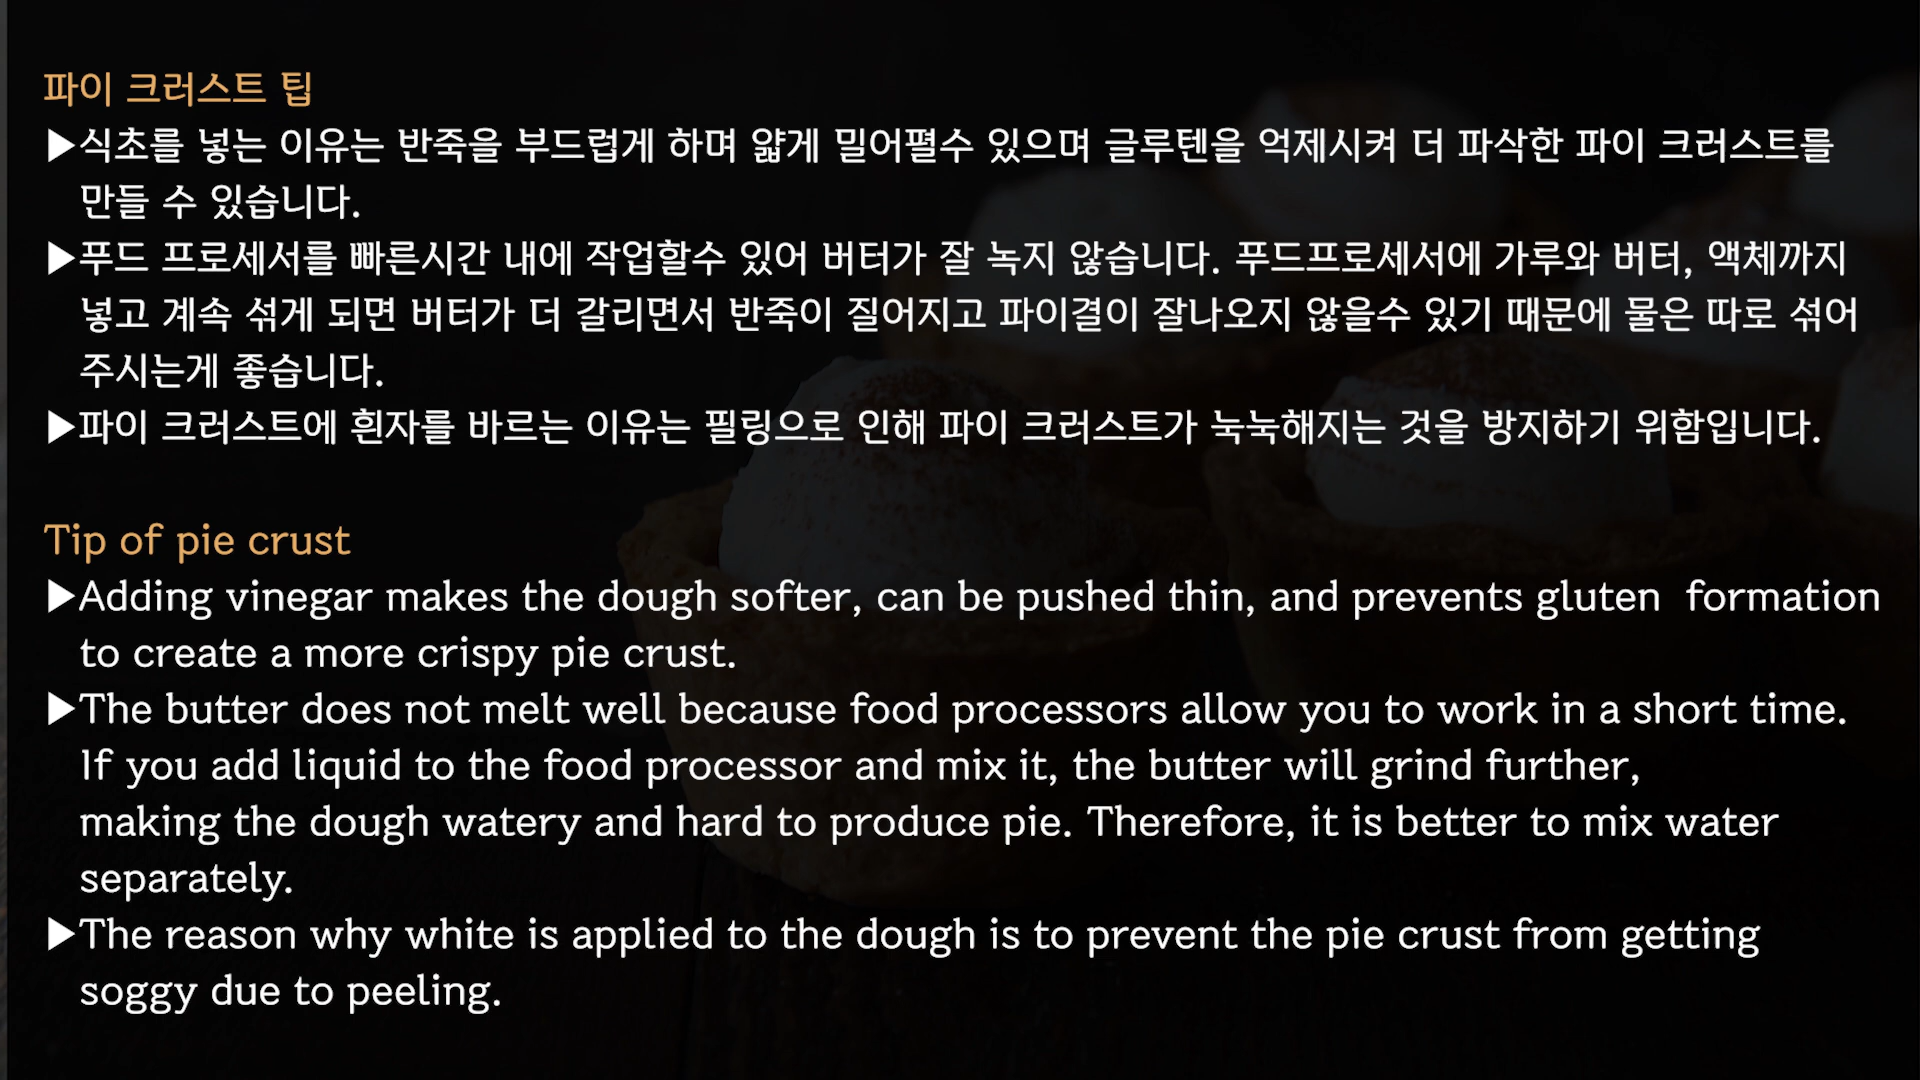 파이 크러스트 팁
▶식초를 넣는 이유는 반죽을 부드럽게 하며 얇게 밀어펼수 있으며 글루텐을 억제시켜 더 파삭한 파이 크러스트를
만들 수 있습니다.
▶푸드 프로세서를 빠른시간 내에 작업할수 있어 버터가 잘 녹지 않습니다. 푸드프로세서에 가루와 버터, 액체까지
넣고 계속 섞게 되면 버터가 더 갈리면서 반죽이 질어지고 파이결이 잘나오지 않을수 있기 때문에 물은 따로 섞어
주시는게 좋습니다.
▶파이 크러스트에 흰자를 바르는 이유는 필링으로 인해 파이 크러스트가 눅눅해지는 것을 방지하기 위함입니다.
Tip of pie crust
▶Adding vinegar makes the dough softer, can be pushed thin, and prevents gluten  formation
to create a more crispy pie crust.
▶The butter does not melt well because food processors allow you to work in a short time.
If you add liquid to the food processor and mix it, the butter will grind further,
making the dough watery and hard to produce pie. Therefore, it is better to mix water
separately.
▶The reason why white is applied to the dough is to prevent the pie crust from getting
soggy due to peeling.